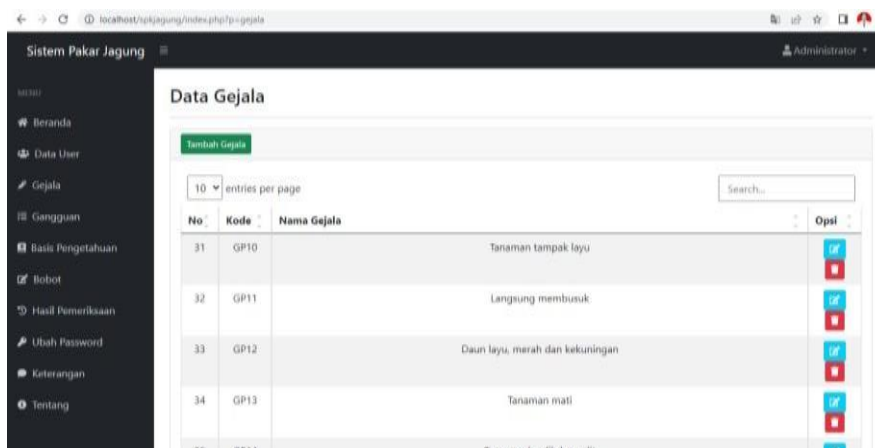 localhost/spkjagung/index.php?p=gejala
Sistem Pakar Jagung
Administrator
MENU
Beranda
Data User
Gejala
Gangguan
Basis Pengetahuan
Bobot
Hasil Pemeriksaan
Ubah Password
Keterangan
Tentang
Data Gejala
Tambah Gejala
10 entries per page
Search...
No Kode Nama Gejala Opsi
31 GP10 Tanaman tampak layu
32 GP11 Langsung membusuk
33 GP12 Daun layu, merah dan kekuningan
34 GP13 Tanaman mati